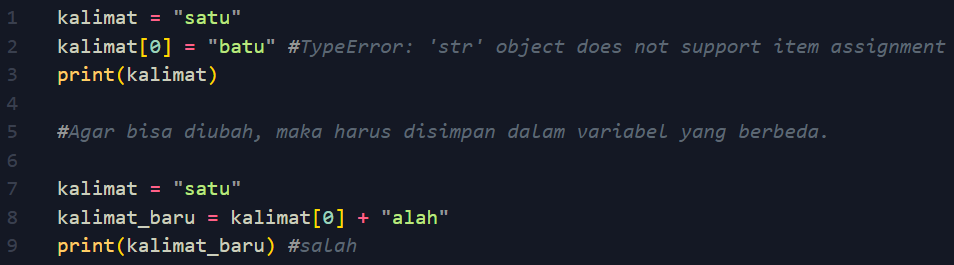 1 kalimat = "satu"
2 kalimat[0] = "batu" #TypeError: 'str' object does not support item assignment
3 print(kalimat)
4
5 #Agar bisa diubah, maka harus disimpan dalam variabel yang berbeda.
6
7 kalimat = "satu"
8 kalimat_baru = kalimat[0] + "alah"
9 print(kalimat_baru) #salah